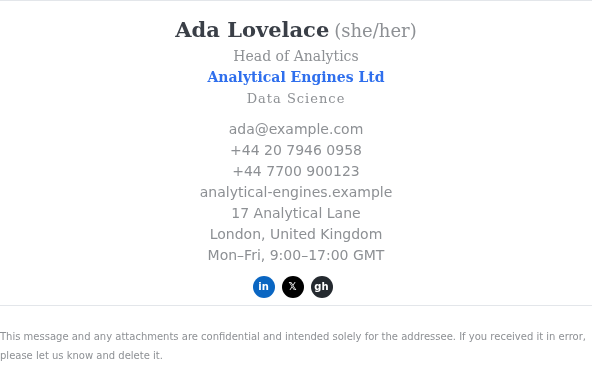 Ada Lovelace (she/her)
Head of Analytics
Analytical Engines Ltd
Data Science
ada@example.com
+44 20 7946 0958
+44 7700 900123
analytical-engines.example
17 Analytical Lane
London, United Kingdom
Mon–Fri, 9:00–17:00 GMT
in 𝕏 gh
This message and any attachments are confidential and intended solely for the addressee. If you received it in error,
please let us know and delete it.